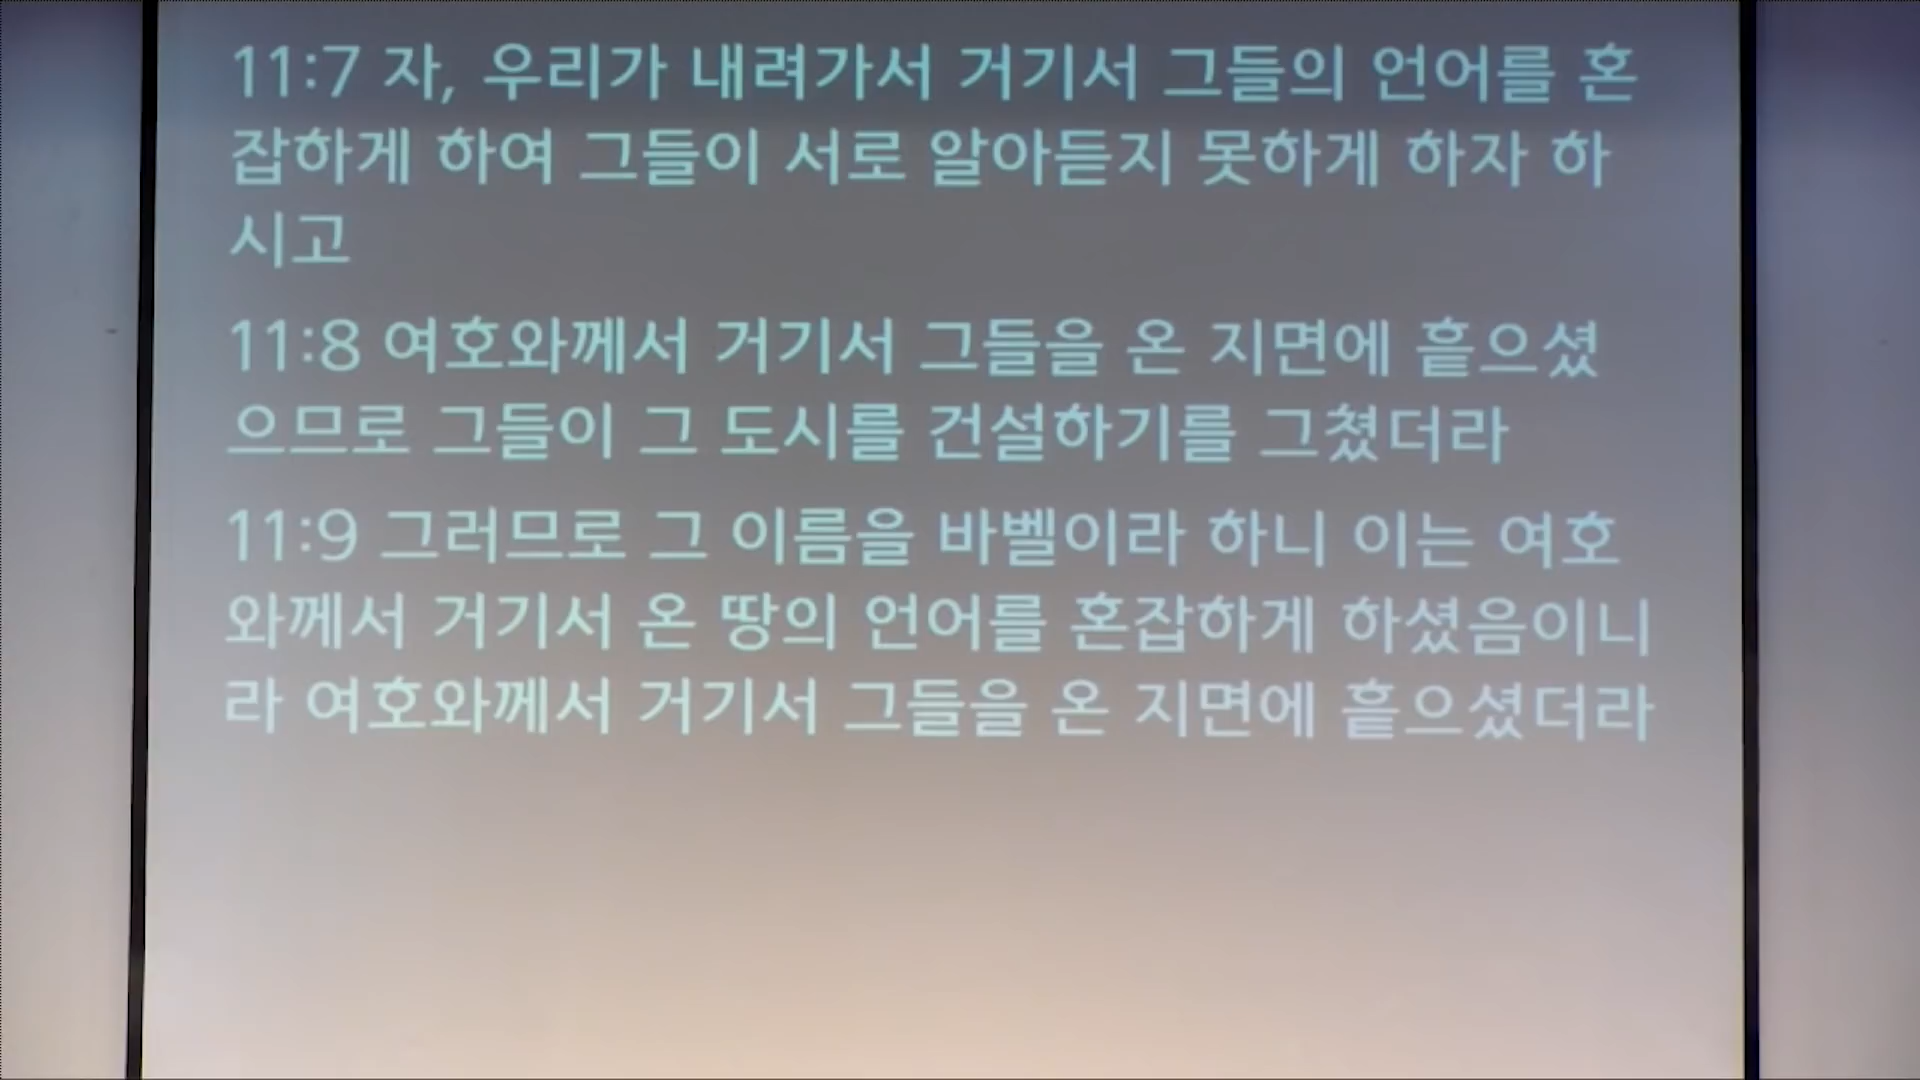 11:7 자, 우리가 내려가서 거기서 그들의 언어를 혼
잡하게 하여 그들이 서로 알아듣지 못하게 하자 하
시고
11:8 여호와께서 거기서 그들을 온 지면에 흩으셨
으므로 그들이 그 도시를 건설하기를 그쳤더라
11:9 그러므로 그 이름을 바벨이라 하니 이는 여호
와께서 거기서 온 땅의 언어를 혼잡하게 하셨음이니
라 여호와께서 거기서 그들을 온 지면에 흩으셨더라